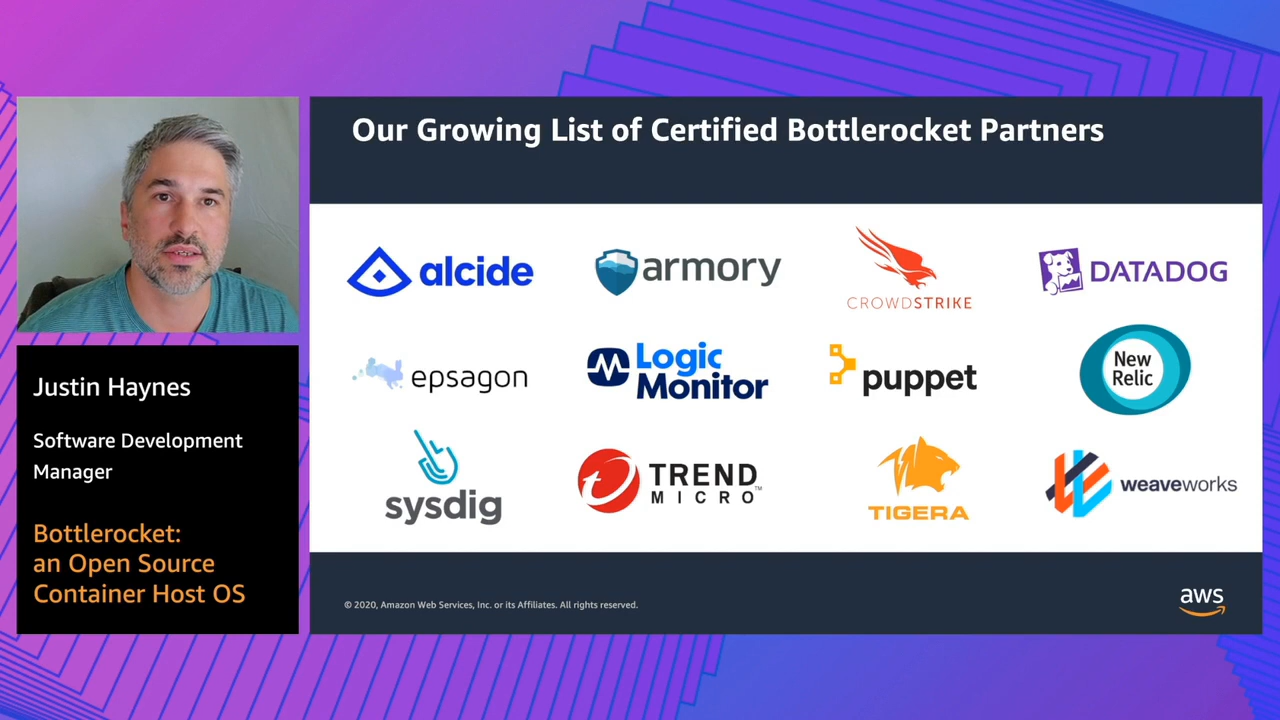 Our Growing List of Certified Bottlerocket Partners
alcide
armory
CROWDSTRIKE
DATADOG
epsagon
Logic
Monitor
puppet
New
Relic
sysdig
TREND
MICRO™
TIGERA
weaveworks
© 2020, Amazon Web Services, Inc. or its Affiliates. All rights reserved.
aws
Justin Haynes
Software Development
Manager
Bottlerocket:
an Open Source
Container Host OS